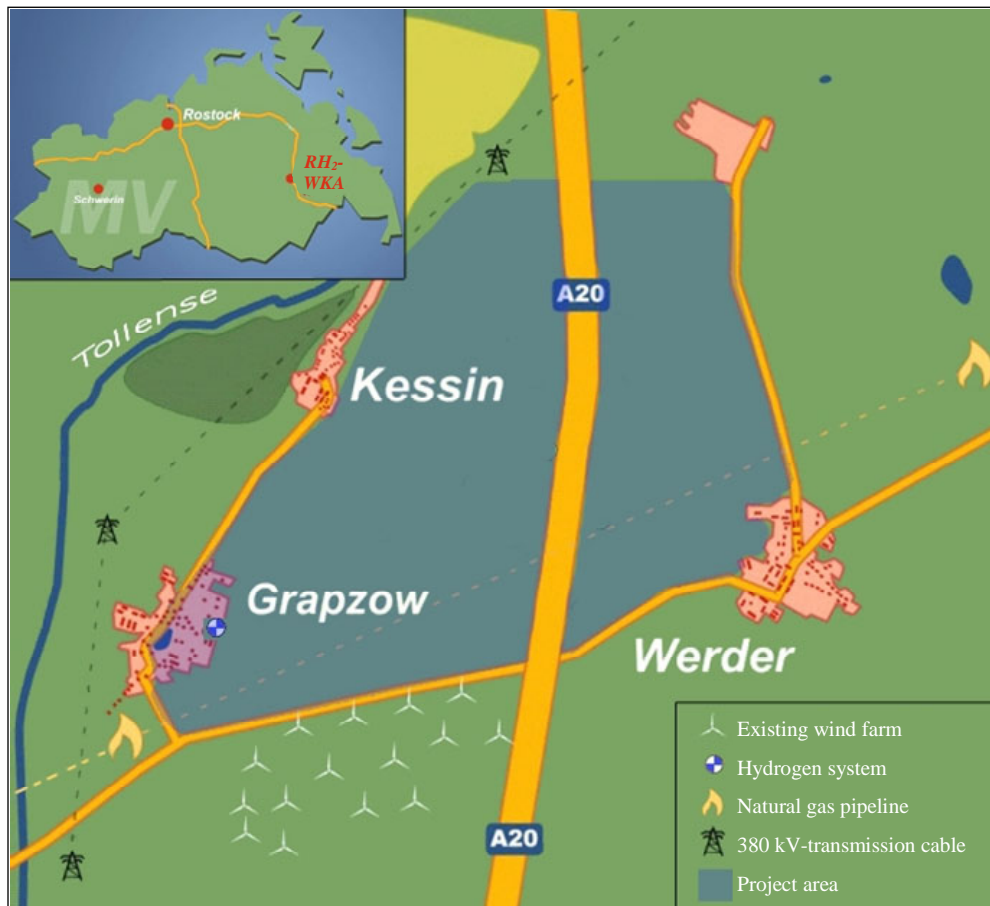 Rostock
RH₂-
WKA
Schwerin
MV
Tollense
A20
Kessin
Grapzow
Werder
Existing wind farm
Hydrogen system
Natural gas pipeline
A20
380 kV-transmission cable
Project area